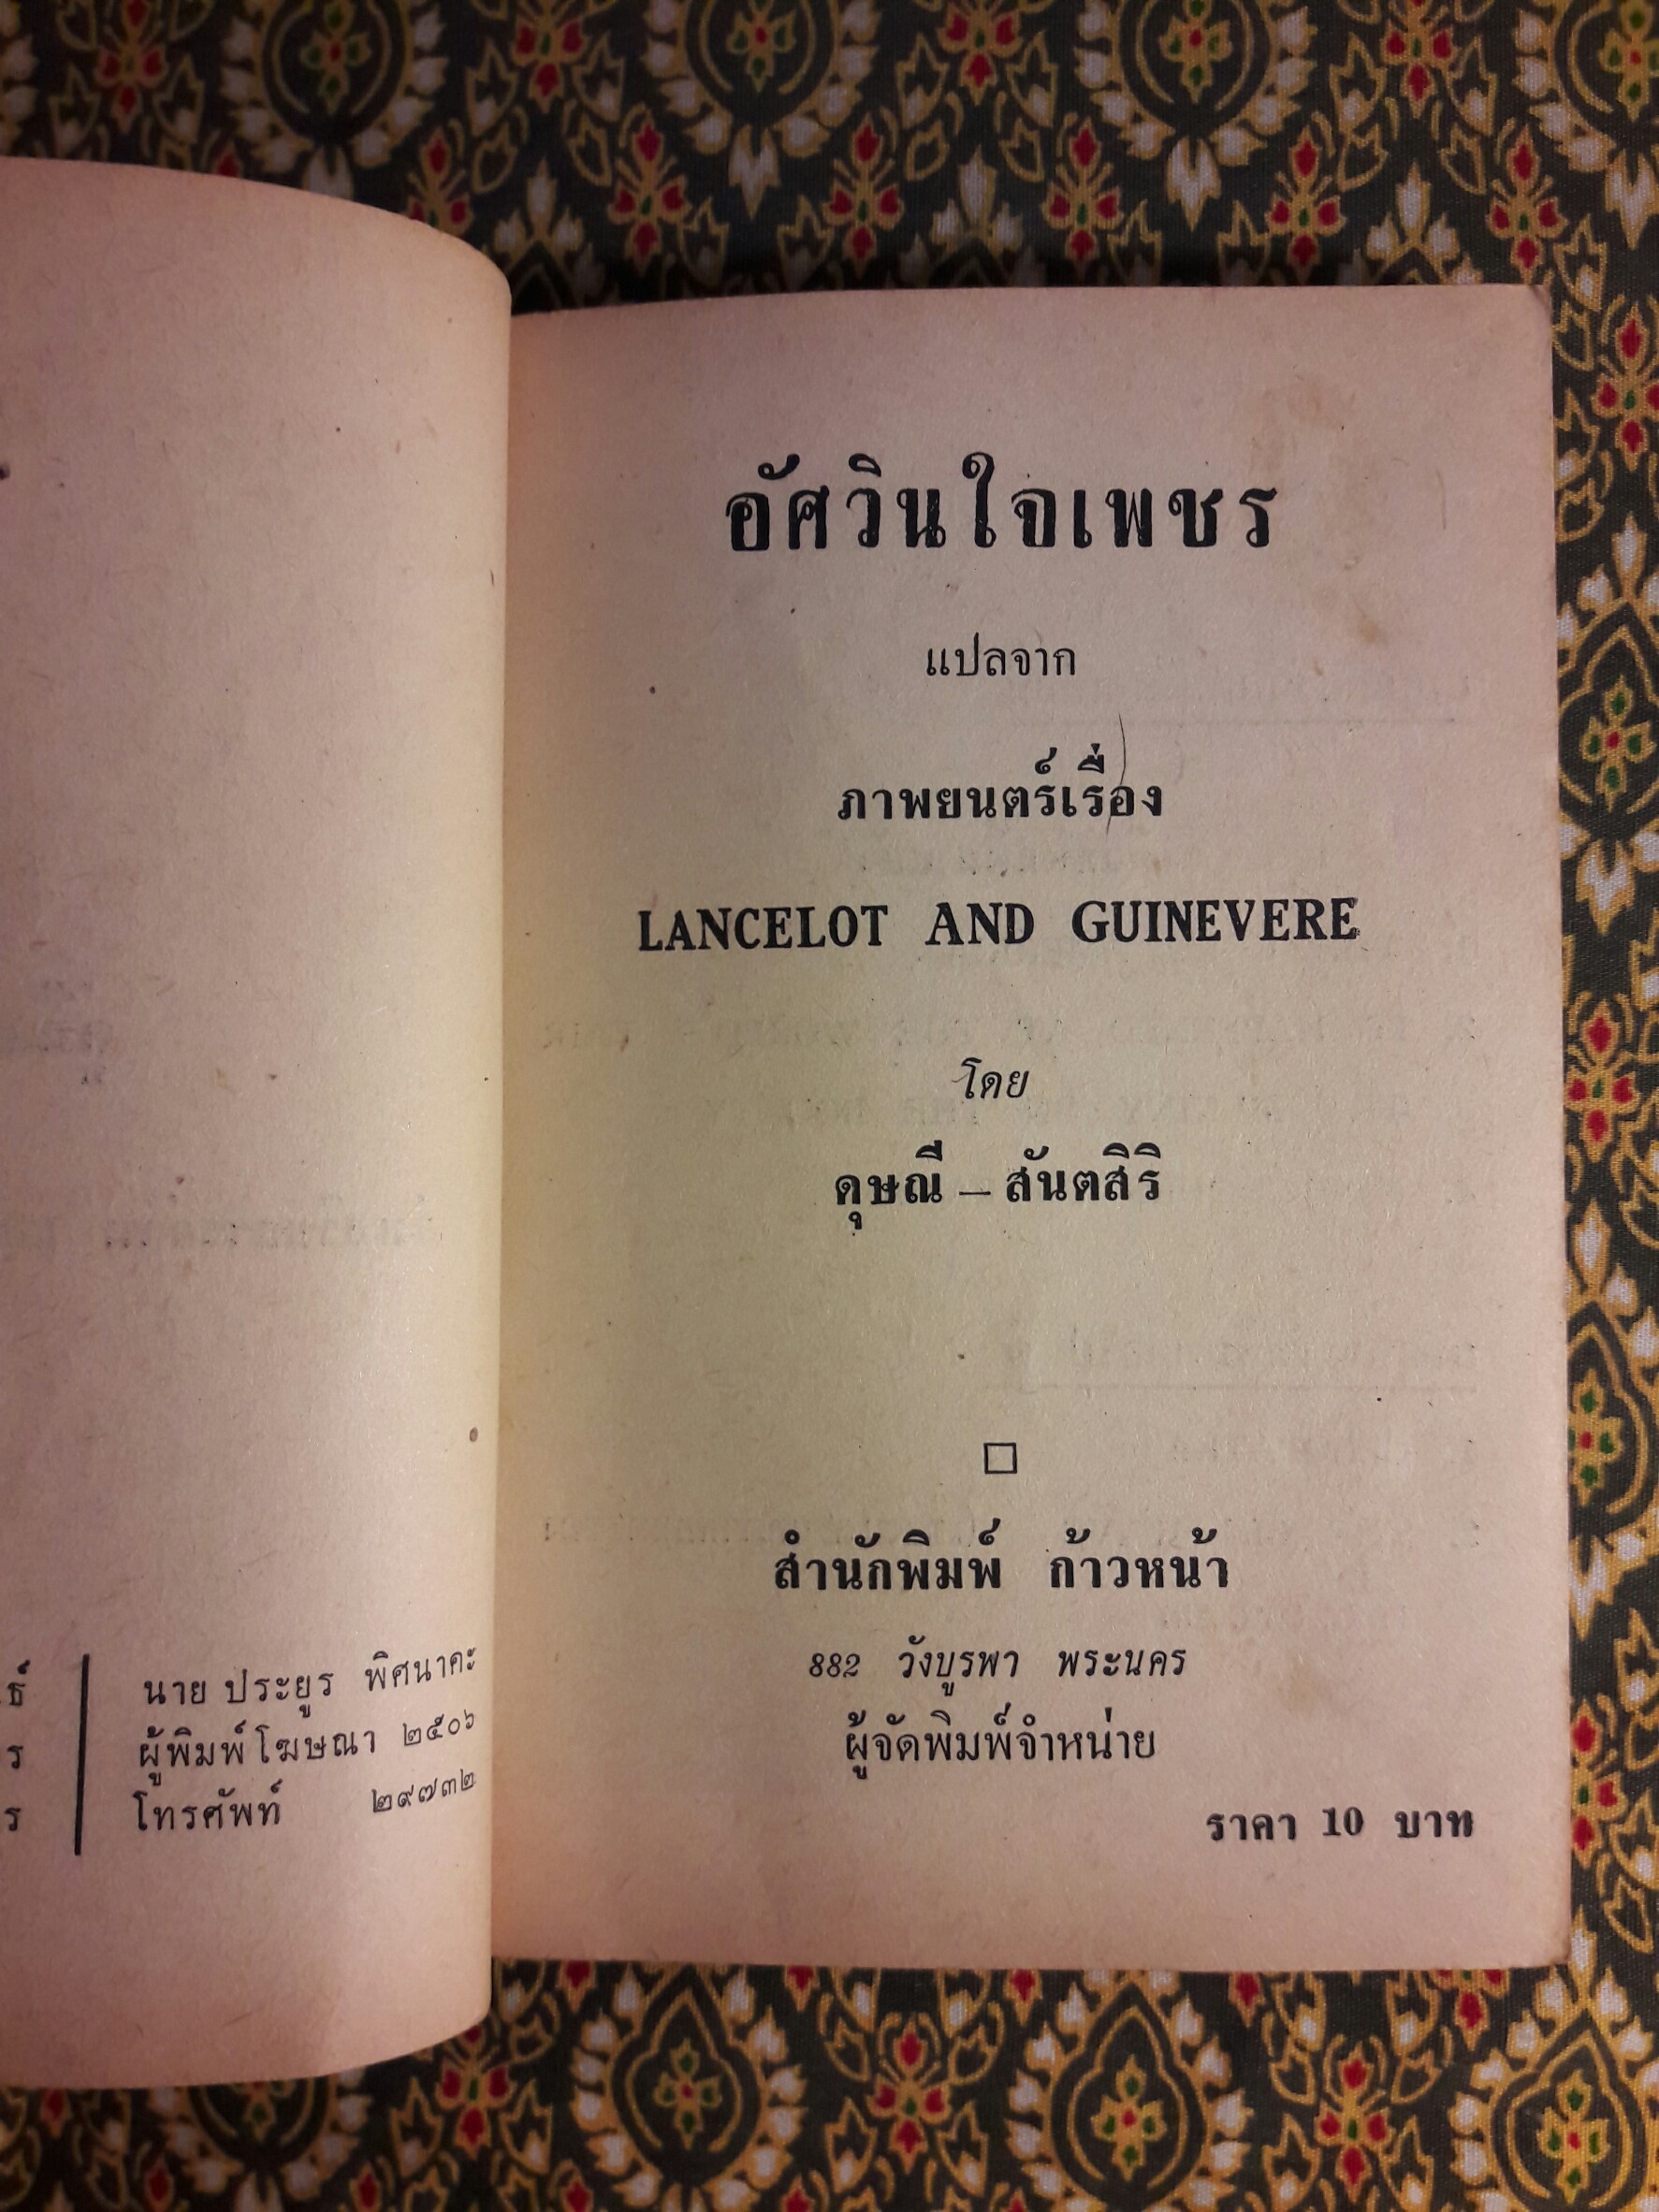 อัศวินใจเพชร
แปลจาก
ภาพยนตร์เรื่อง
LANCELOT AND GUINEVERE
โดย
ดุษณี – สันตสิริ
สำนักพิมพ์ ก้าวหน้า
882 วังบูรพา พระนคร
ผู้จัดพิมพ์จำหน่าย
ราคา 10 บาท
นาย ประยูร พิศนาคะ
ผู้พิมพ์โฆษณา ๒๕๐๖
โทรศัพท์ ๒๙๗๓๒